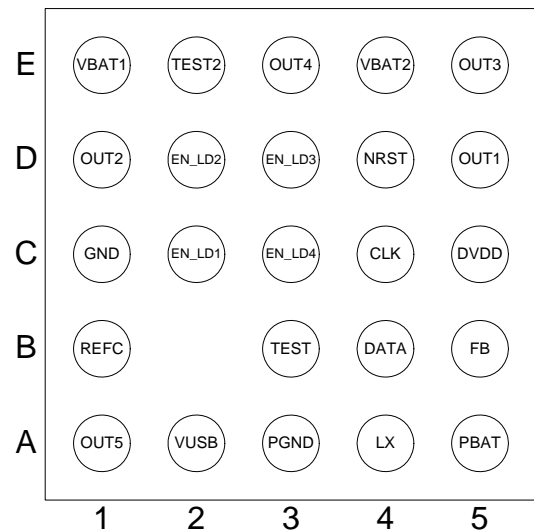 E VBAT1 TEST2 OUT4 VBAT2 OUT3
D OUT2 EN_LD2 EN_LD3 NRST OUT1
C GND EN_LD1 EN_LD4 CLK DVDD
B REFC TEST DATA FB
A OUT5 VUSB PGND LX PBAT
1 2 3 4 5